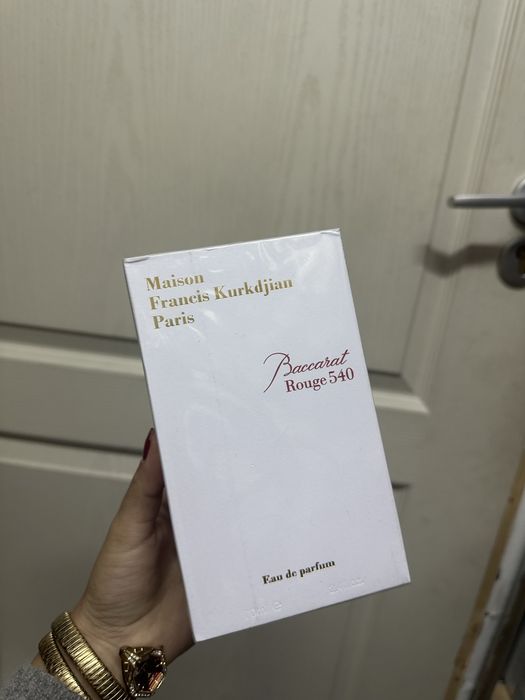 Maison
Francis Kurkdjian
Paris
Baccarat
Rouge 540
Eau de parfum